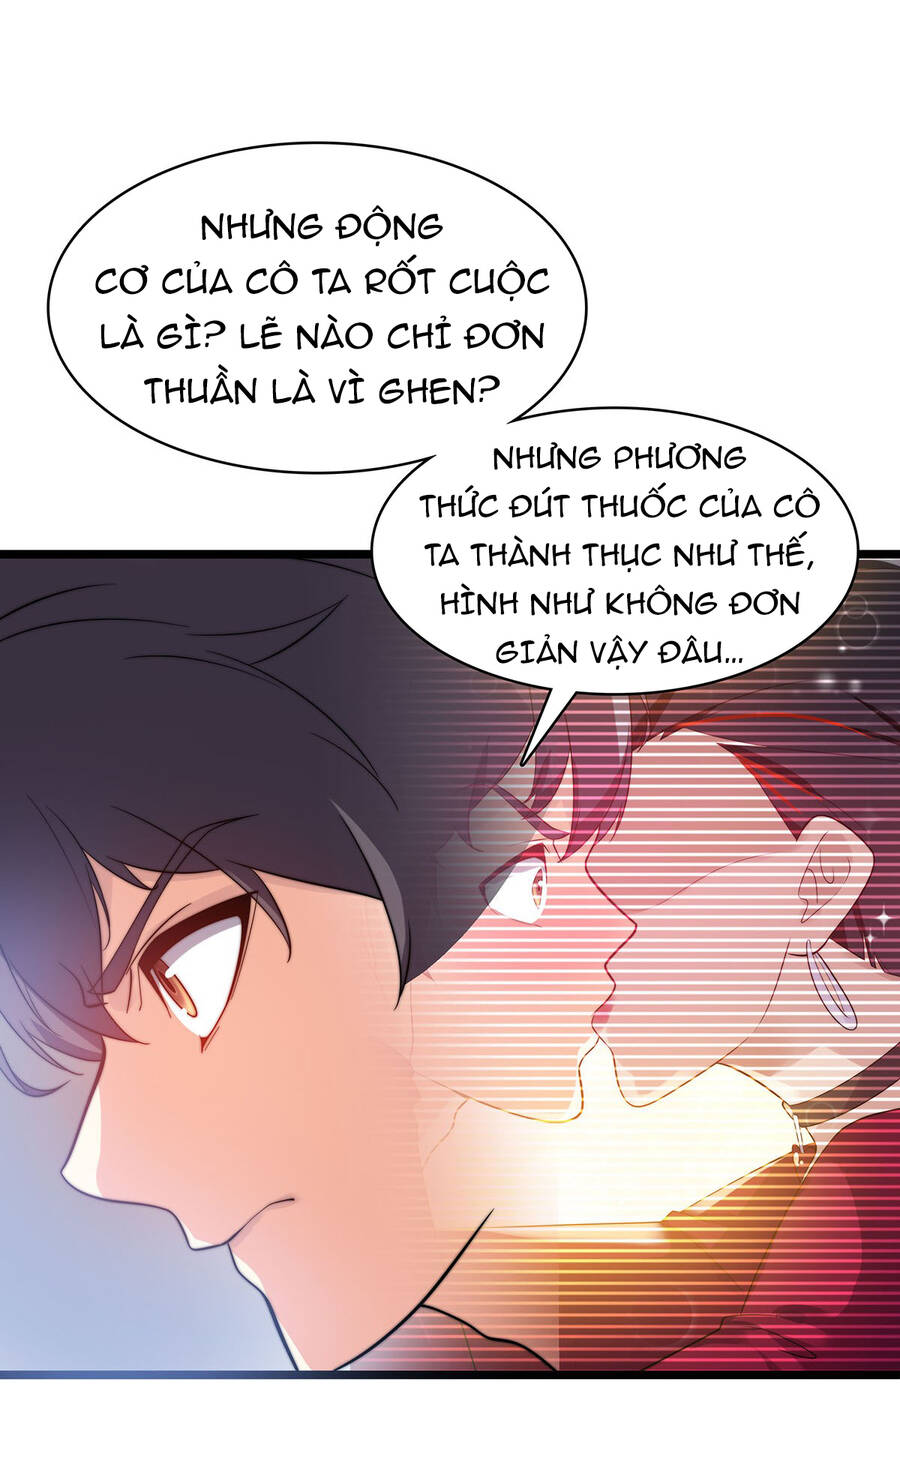 NHƯNG ĐỘNG
CƠ CỦA CÔ TA RỐT CUỘC
LÀ GÌ? LẼ NÀO CHỈ ĐƠN
THUẦN LÀ VÌ GHEN?
NHƯNG PHƯƠNG
THỨC ĐÚT THUỐC CỦA CÔ
TA THÀNH THỤC NHƯ THẾ,
HÌNH NHƯ KHÔNG ĐƠN
GIẢN VẬY ĐÂU...